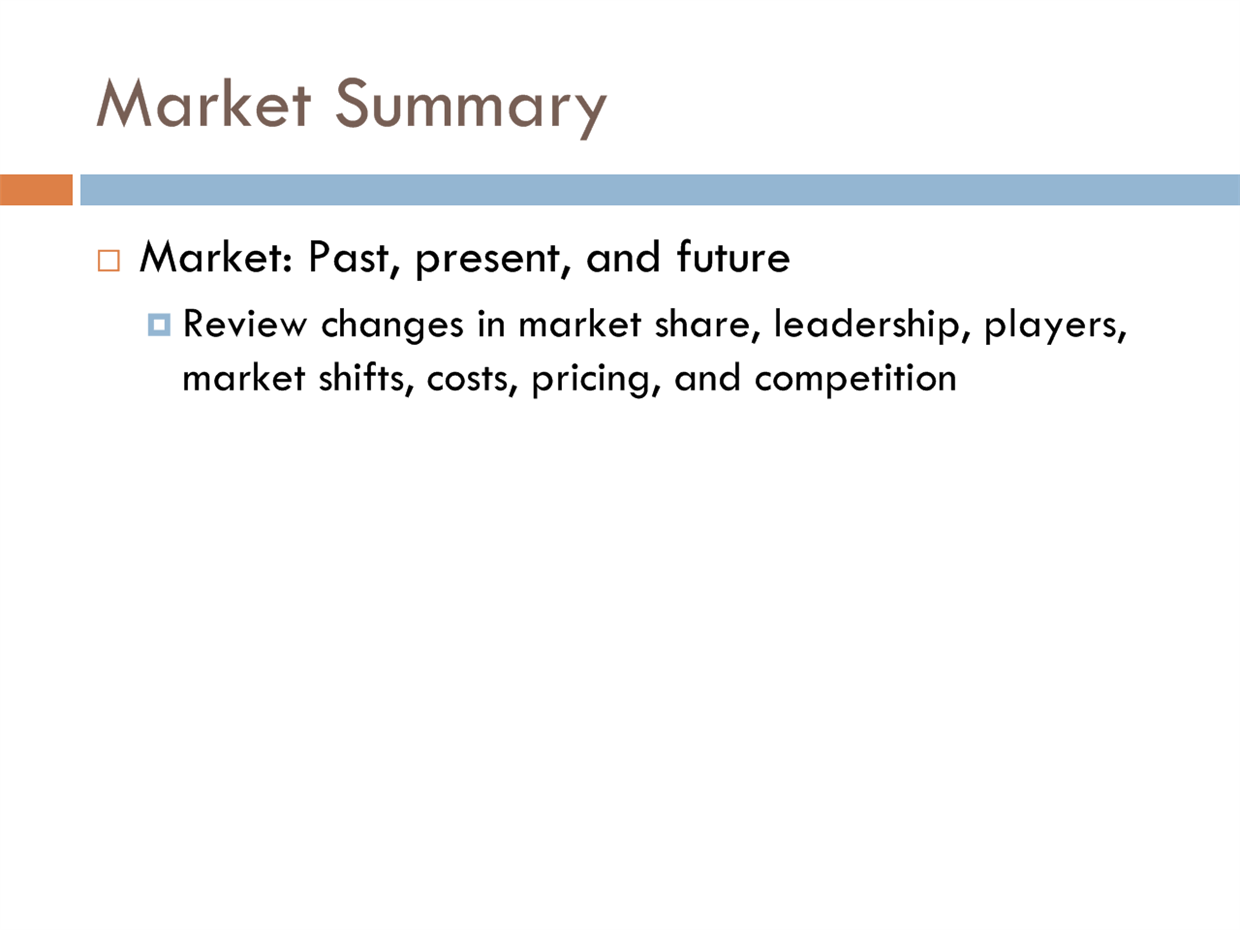 Market Summary
Market: Past, present, and future
Review changes in market share, leadership, players,
market shifts, costs, pricing, and competition